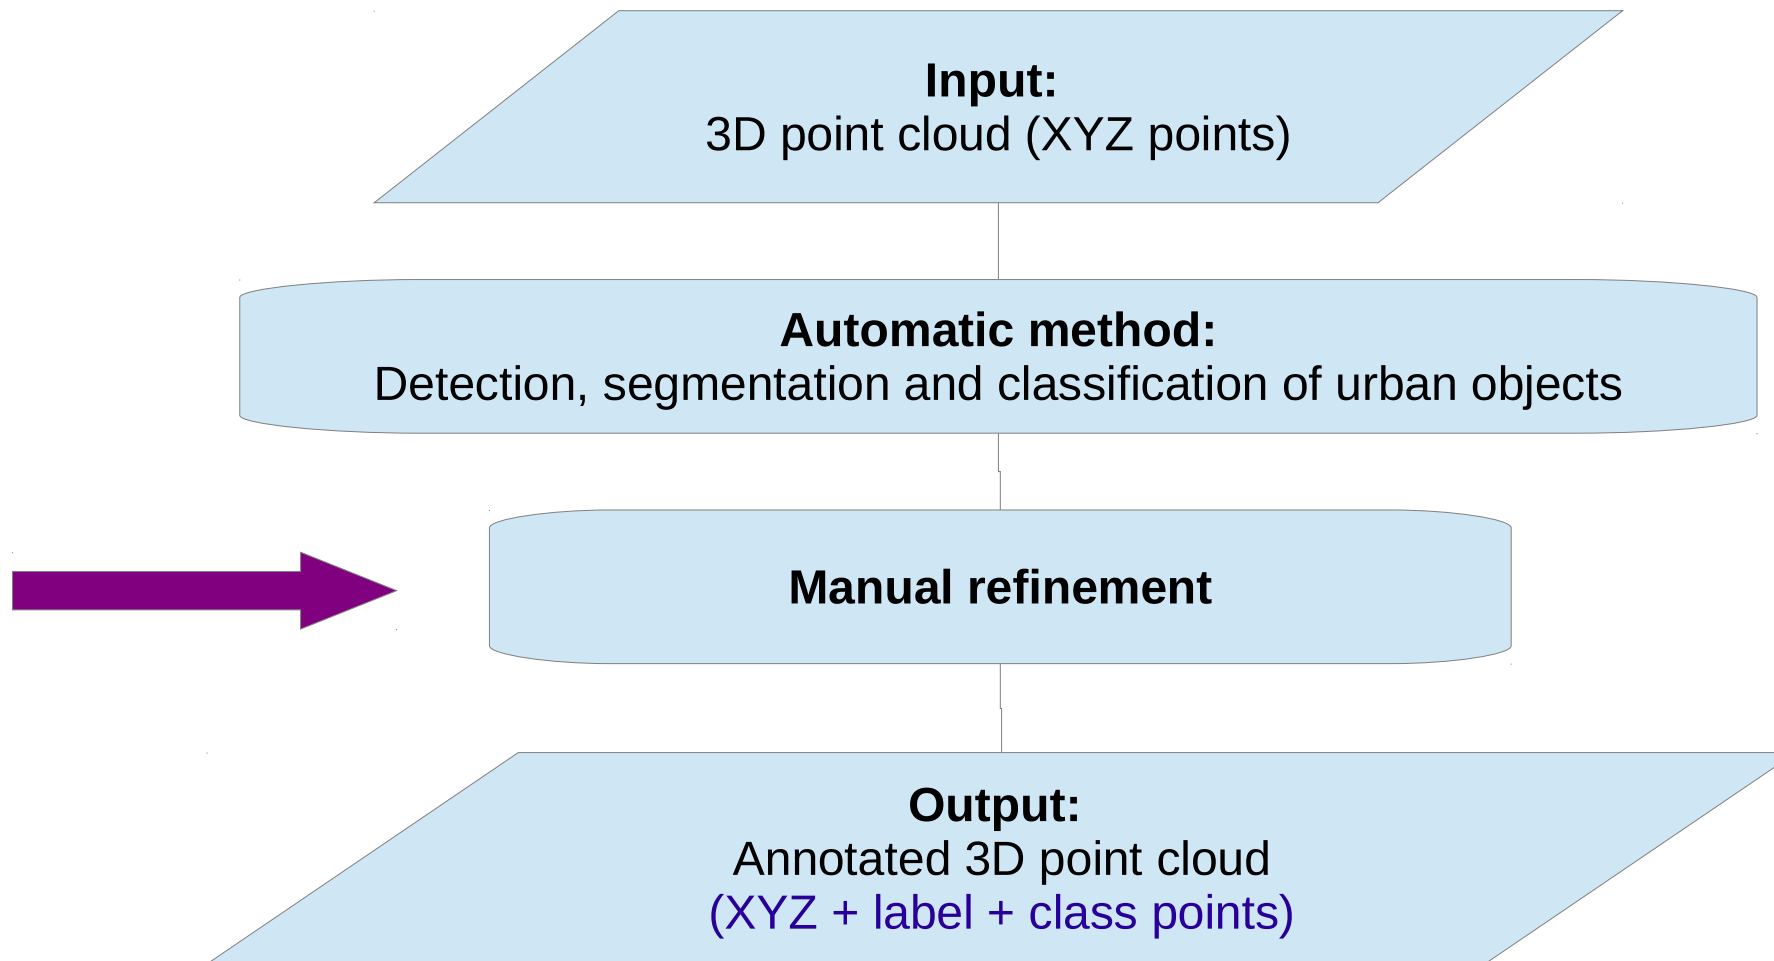 Input:
3D point cloud (XYZ points)
Automatic method:
Detection, segmentation and classification of urban objects
Manual refinement
Output:
Annotated 3D point cloud
(XYZ + label + class points)